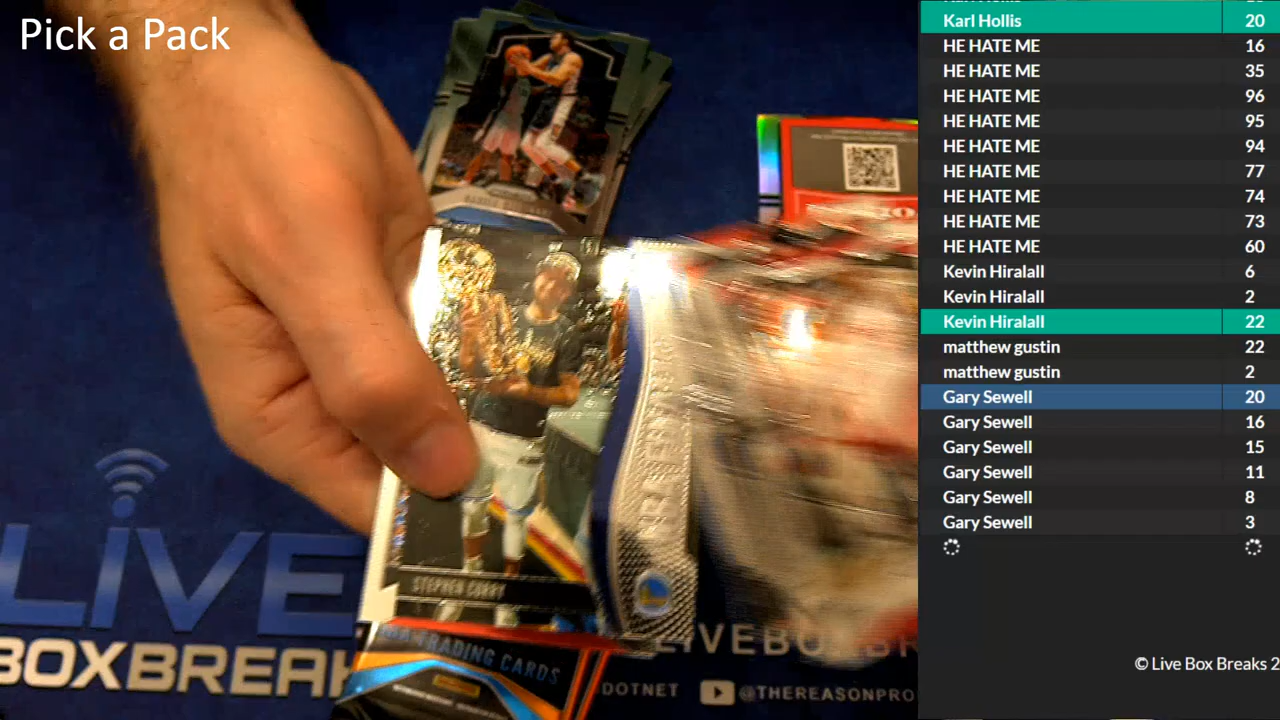 Pick a Pack
Karl Hollis 20
HE HATE ME 16
HE HATE ME 35
HE HATE ME 96
HE HATE ME 95
HE HATE ME 94
HE HATE ME 77
HE HATE ME 74
HE HATE ME 73
HE HATE ME 60
Kevin Hiralall 6
Kevin Hiralall 2
Kevin Hiralall 22
matthew gustin 22
matthew gustin 2
Gary Sewell 20
Gary Sewell 16
Gary Sewell 15
Gary Sewell 11
Gary Sewell 8
Gary Sewell 3
© Live Box Breaks 2
STEPHEN CURRY
TRADING CARDS
LIVE
BOXBREAK
LIVEBOXBR
DOTNET
@THEREASONPRO